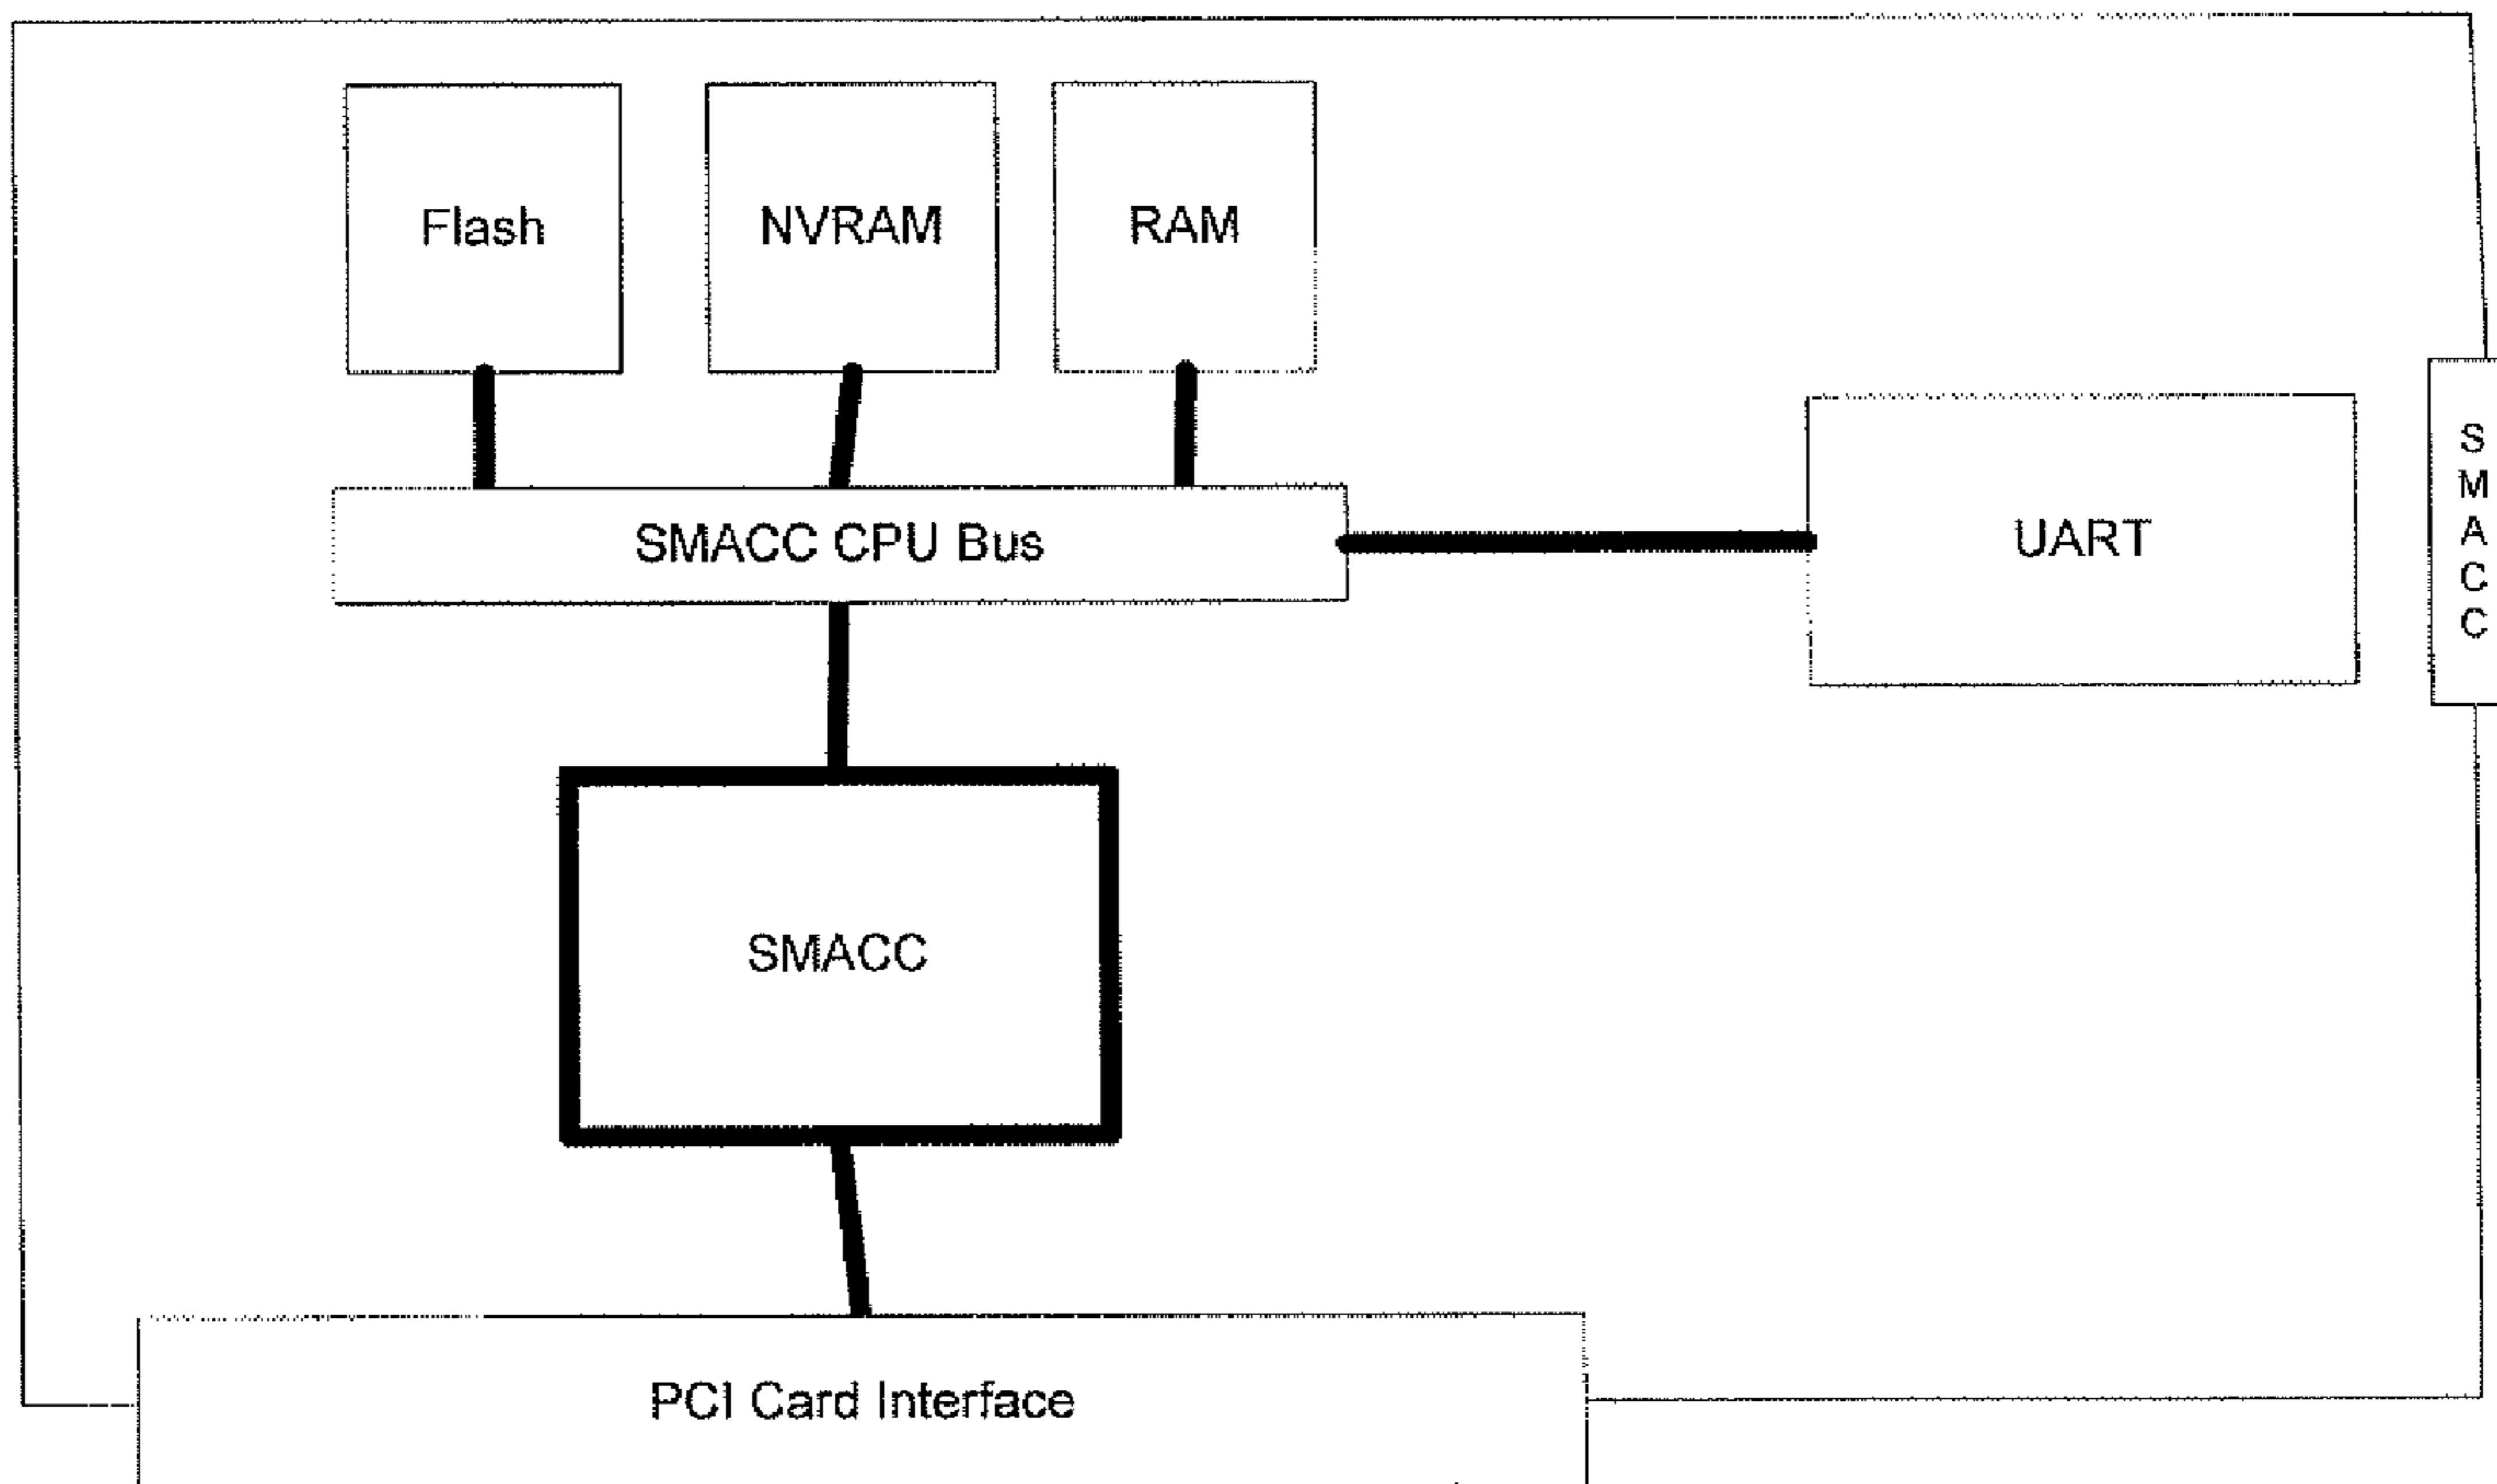 Flash
NVRAM
RAM
SMACC CPU Bus
UART
S
M
A
C
C
SMACC
PCI Card Interface